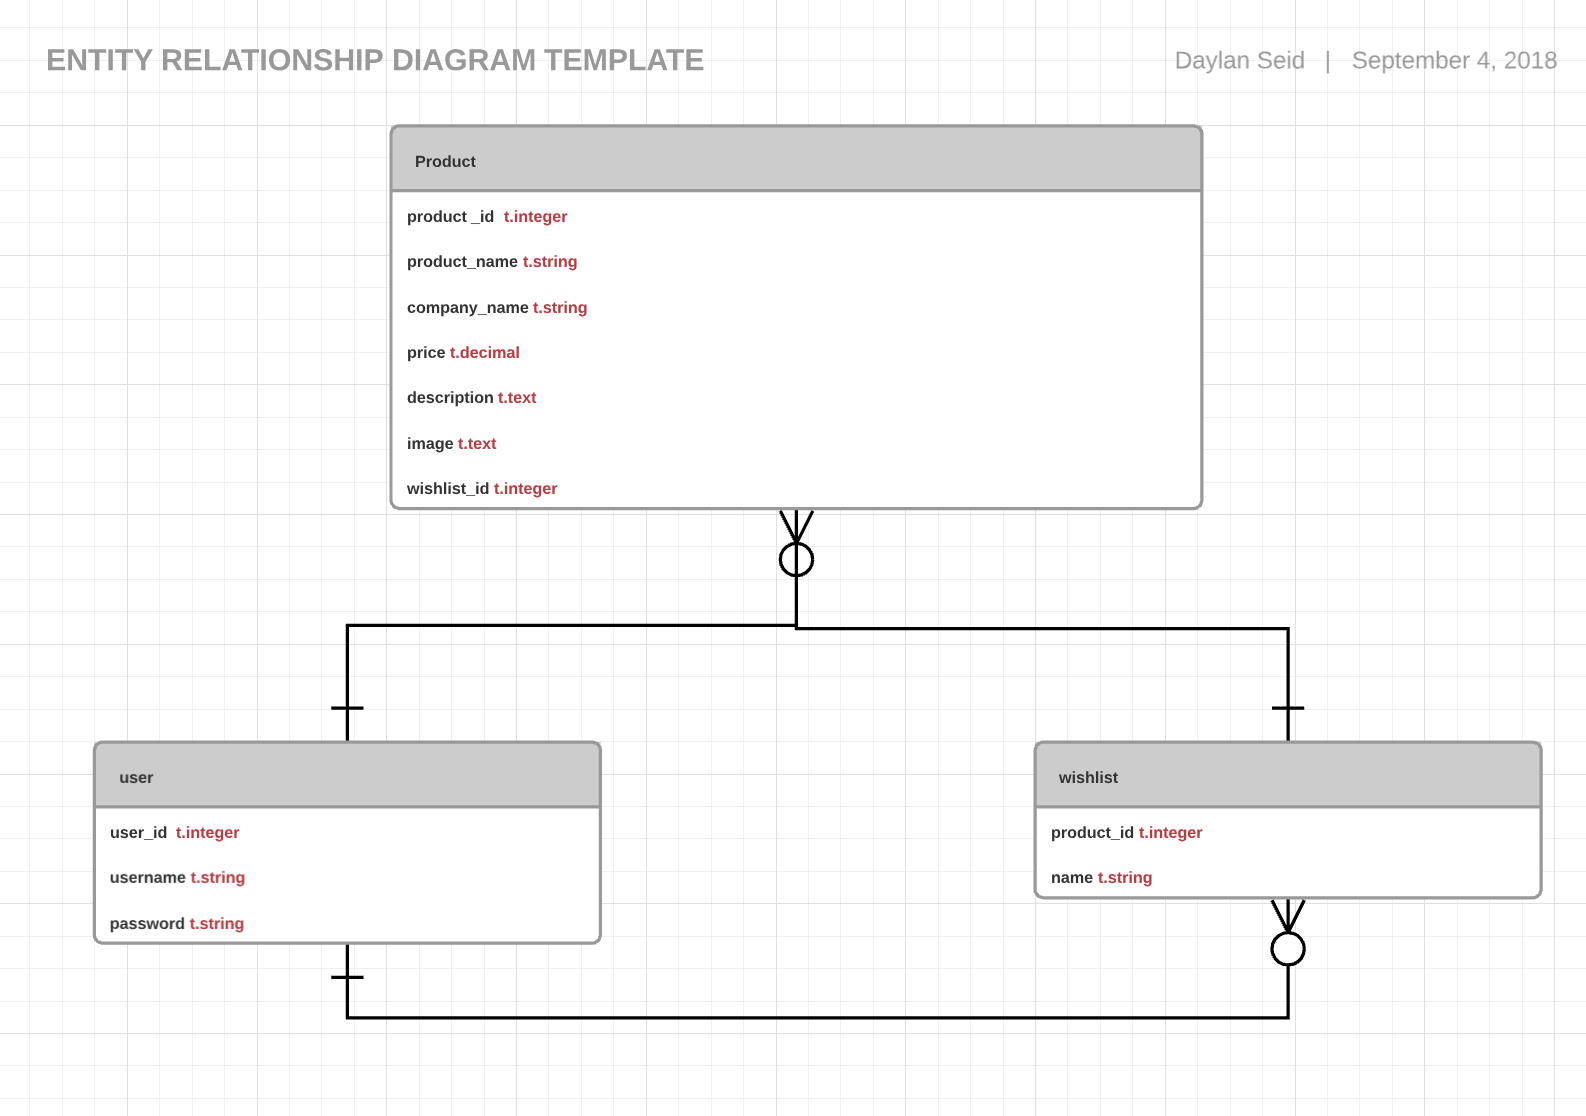 ENTITY RELATIONSHIP DIAGRAM TEMPLATE
Daylan Seid | September 4, 2018
Product
product _id t.integer
product_name t.string
company_name t.string
price t.decimal
description t.text
image t.text
wishlist_id t.integer
user
user_id t.integer
username t.string
password t.string
wishlist
product_id t.integer
name t.string